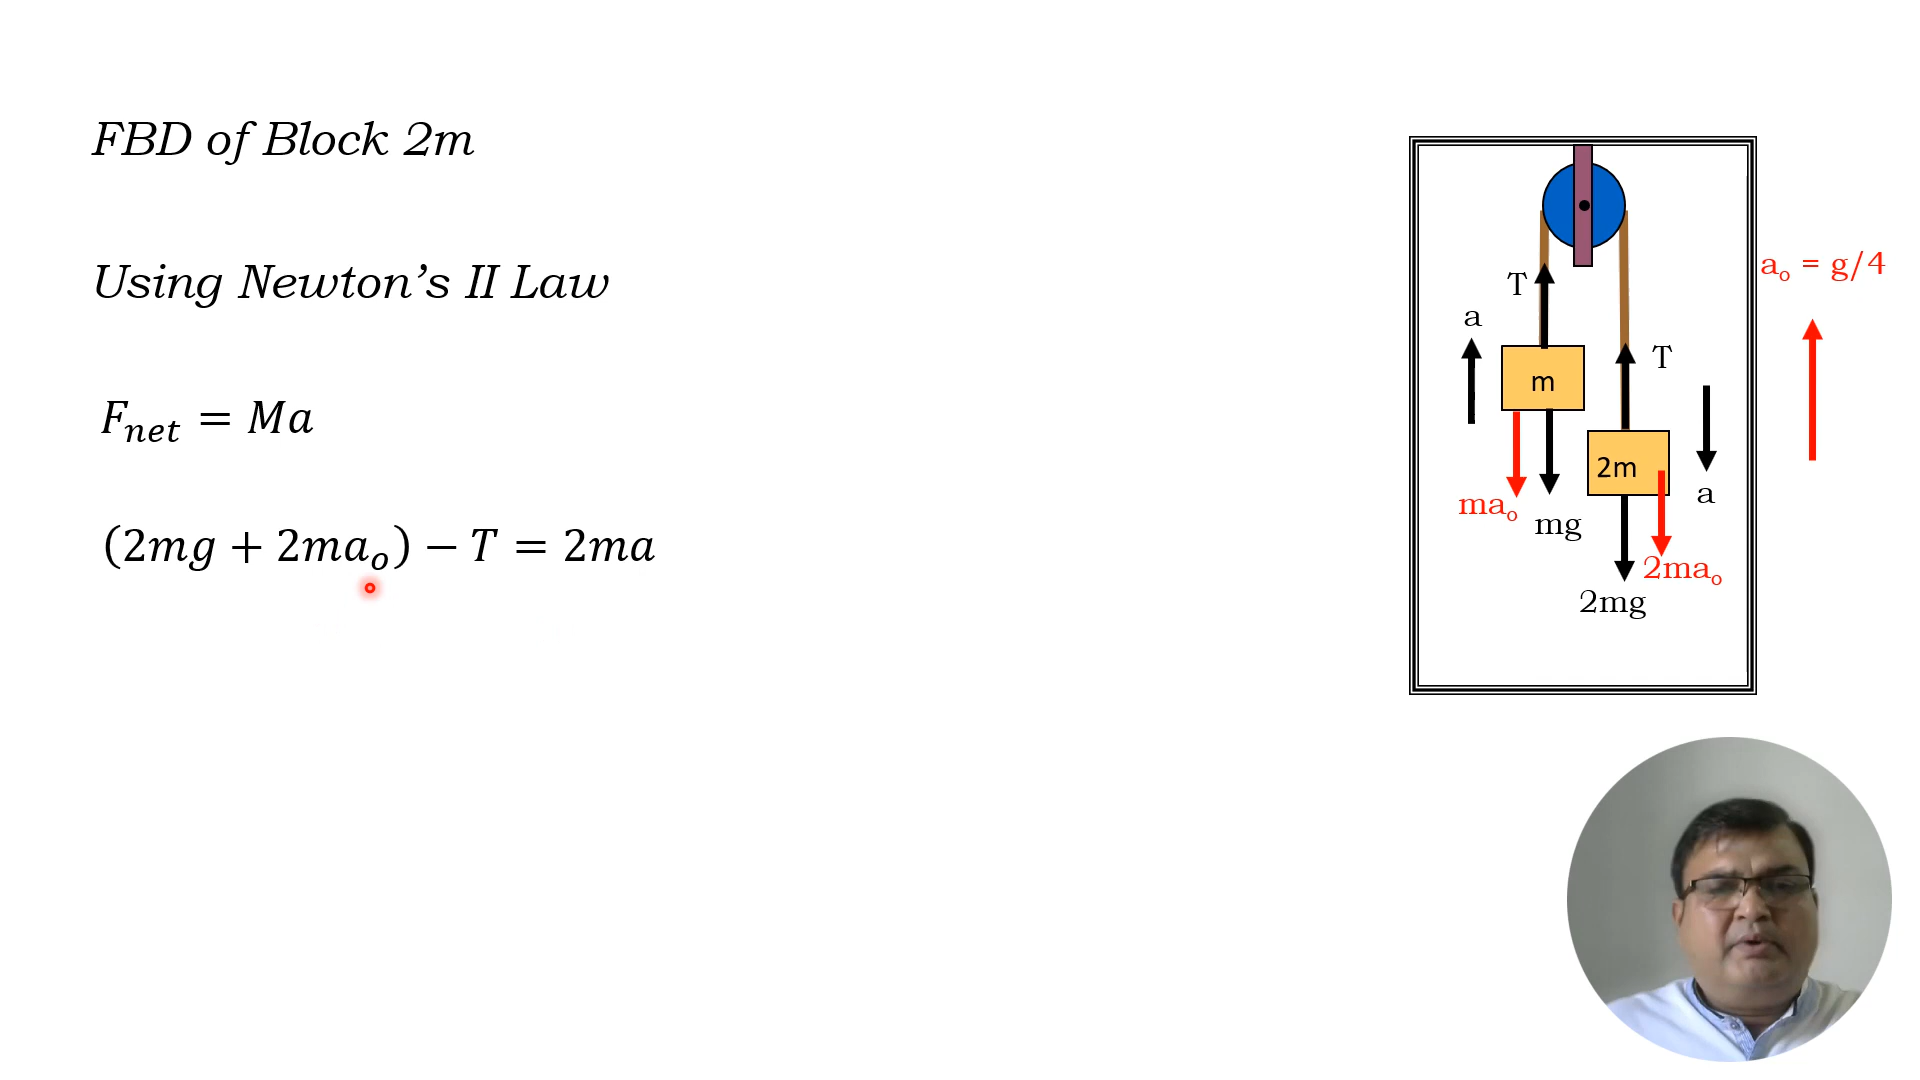 FBD of Block 2m
Using Newton’s II Law
F_net = Ma
(2mg + 2ma_o) − T = 2ma
a_o = g/4
T
a
T
m
2m
a
ma_o
mg
2ma_o
2mg